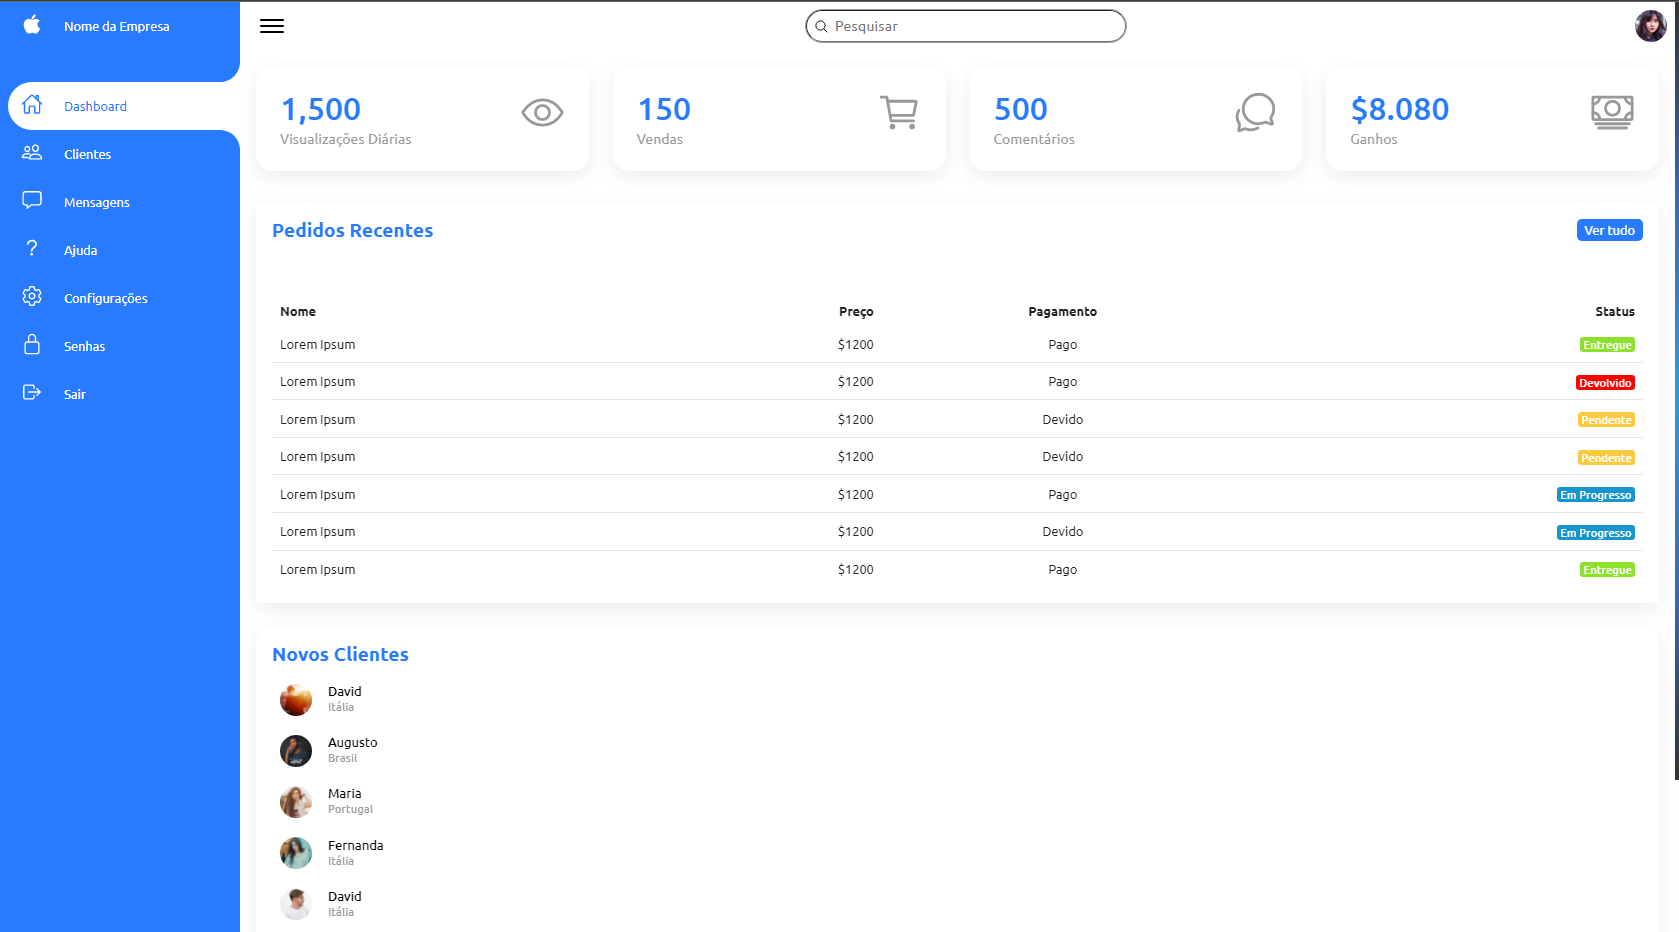 Nome da Empresa
Pesquisar
Dashboard
Clientes
Mensagens
Ajuda
Configurações
Senhas
Sair
1,500
Visualizações Diárias
150
Vendas
500
Comentários
$8.080
Ganhos
Pedidos Recentes
Ver tudo
Nome Preço Pagamento Status
Lorem Ipsum $1200 Pago Entregue
Lorem Ipsum $1200 Pago Devolvido
Lorem Ipsum $1200 Devido Pendente
Lorem Ipsum $1200 Devido Pendente
Lorem Ipsum $1200 Pago Em Progresso
Lorem Ipsum $1200 Devido Em Progresso
Lorem Ipsum $1200 Pago Entregue
Novos Clientes
David
Itália
Augusto
Brasil
Maria
Portugal
Fernanda
Itália
David
Itália